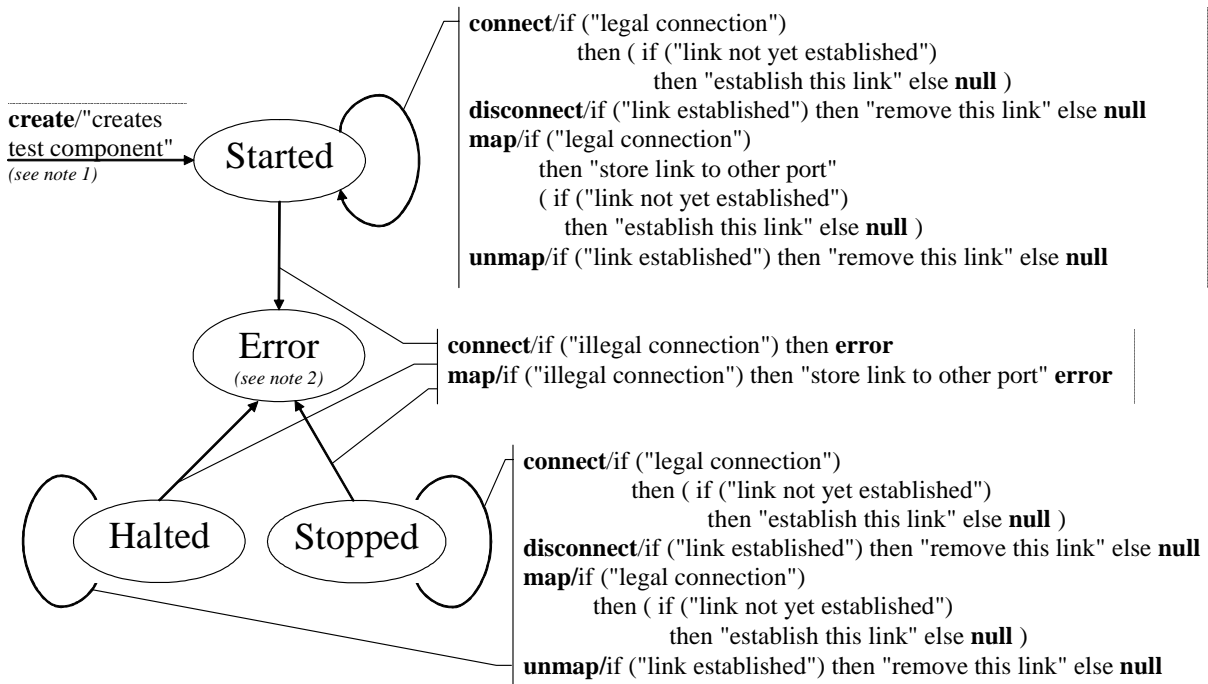 connect/if ("legal connection")
then ( if ("link not yet established")
then "establish this link" else null )
disconnect/if ("link established") then "remove this link" else null
map/if ("legal connection")
then "store link to other port"
( if ("link not yet established")
then "establish this link" else null )
unmap/if ("link established") then "remove this link" else null
create/"creates
test component"
(see note 1)
Started
Error
(see note 2)
connect/if ("illegal connection") then error
map/if ("illegal connection") then "store link to other port" error
Halted
Stopped
connect/if ("legal connection")
then ( if ("link not yet established")
then "establish this link" else null )
disconnect/if ("link established") then "remove this link" else null
map/if ("legal connection")
then ( if ("link not yet established")
then "establish this link" else null )
unmap/if ("link established") then "remove this link" else null